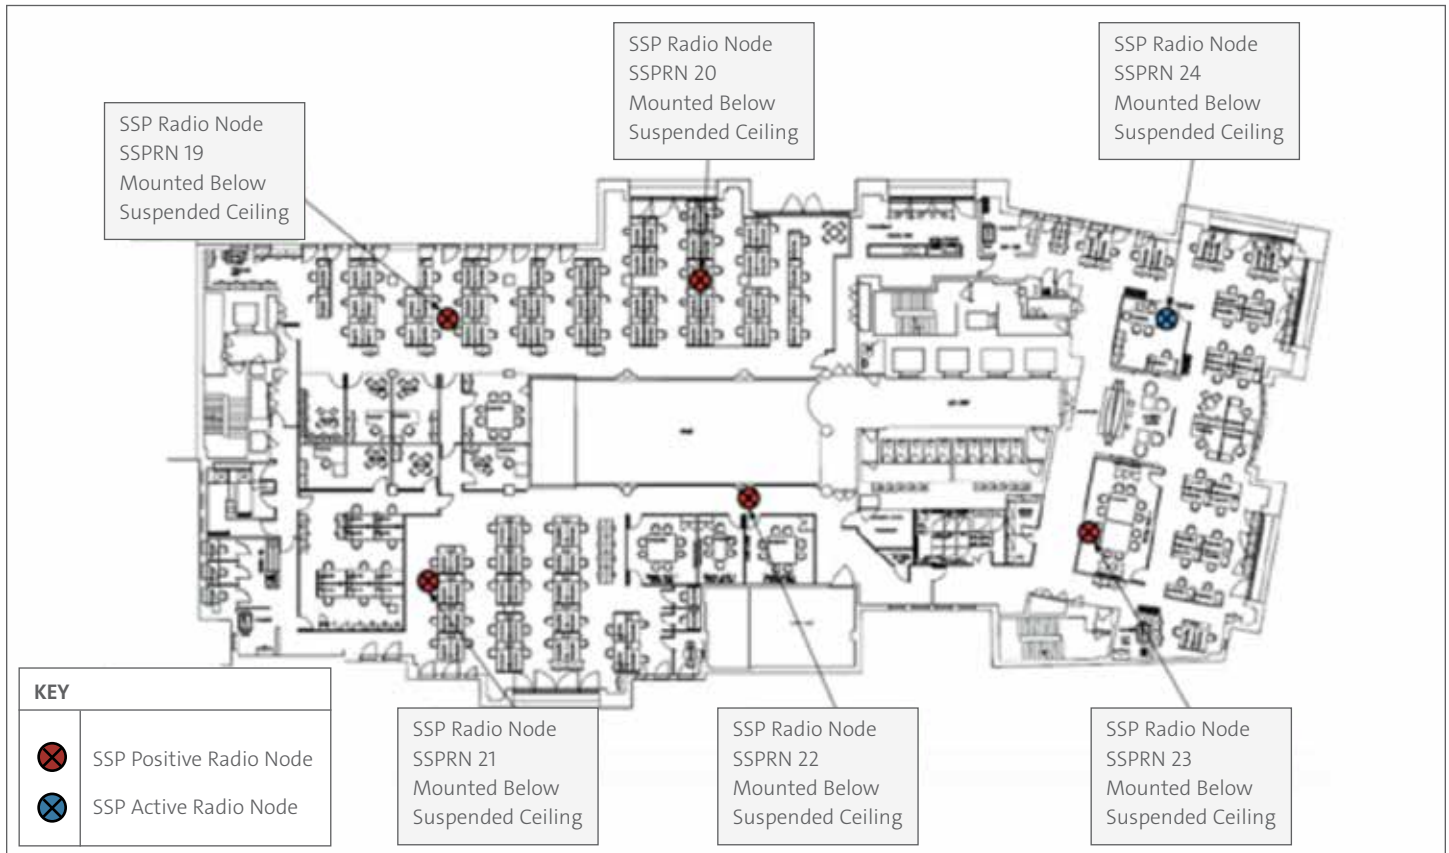 SSP Radio Node
SSPRN 20
Mounted Below
Suspended Ceiling
SSP Radio Node
SSPRN 24
Mounted Below
Suspended Ceiling
SSP Radio Node
SSPRN 19
Mounted Below
Suspended Ceiling
KEY
SSP Positive Radio Node
SSP Active Radio Node
SSP Radio Node
SSPRN 21
Mounted Below
Suspended Ceiling
SSP Radio Node
SSPRN 22
Mounted Below
Suspended Ceiling
SSP Radio Node
SSPRN 23
Mounted Below
Suspended Ceiling